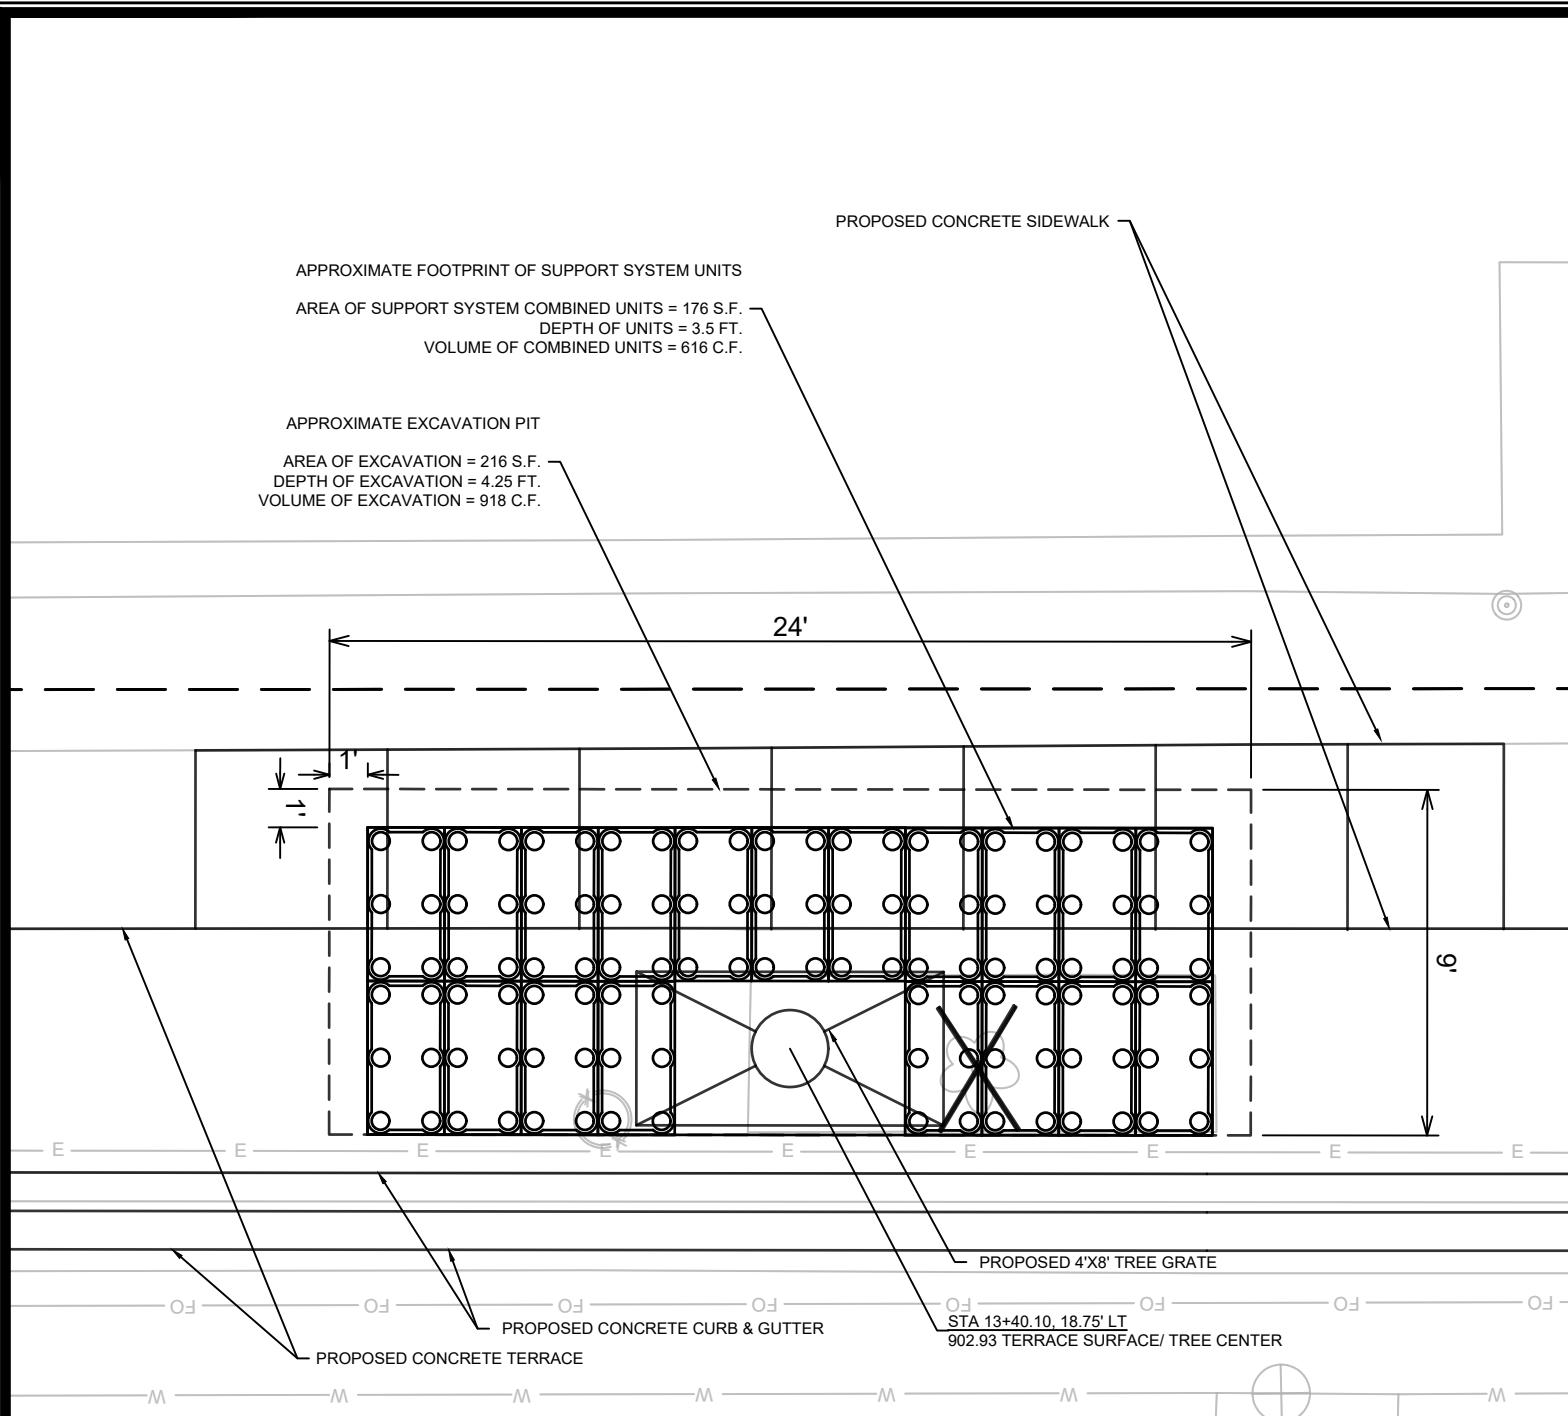 PROPOSED CONCRETE SIDEWALK
APPROXIMATE FOOTPRINT OF SUPPORT SYSTEM UNITS
AREA OF SUPPORT SYSTEM COMBINED UNITS = 176 S.F.
DEPTH OF UNITS = 3.5 FT.
VOLUME OF COMBINED UNITS = 616 C.F.
APPROXIMATE EXCAVATION PIT
AREA OF EXCAVATION = 216 S.F.
DEPTH OF EXCAVATION = 4.25 FT.
VOLUME OF EXCAVATION = 918 C.F.
24'
1'
1'
9'
E E E E E E E E E
PROPOSED 4'X8' TREE GRATE
FO FO FO FO FO FO FO FO
STA 13+40.10, 18.75' LT
902.93 TERRACE SURFACE/ TREE CENTER
PROPOSED CONCRETE CURB & GUTTER
PROPOSED CONCRETE TERRACE
W W W W W W W